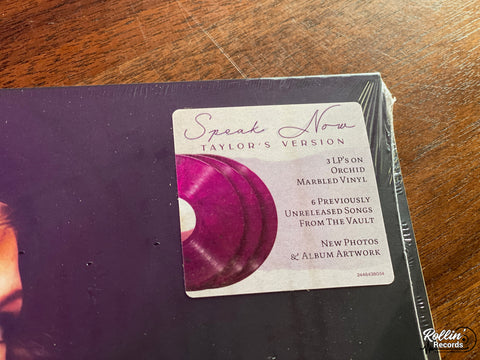 Speak Now
TAYLOR'S VERSION
3 LP'S ON
ORCHID
MARBLED VINYL
6 PREVIOUSLY
UNRELEASED SONGS
FROM THE VAULT
NEW PHOTOS
& ALBUM ARTWORK
2448438034
Rollin'
Records